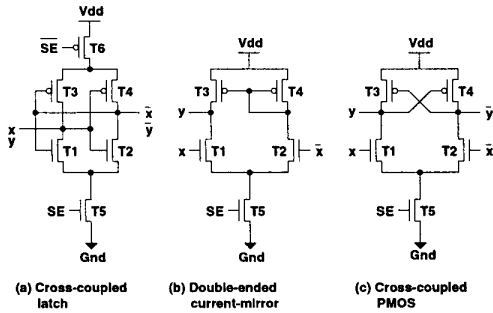 Vdd
SE T6
T3 T4
x x̄
y ȳ
T1 T2
SE T5
Gnd
(a) Cross-coupled
latch
Vdd
T3 T4
y
x T1 T2 x̄
SE T5
Gnd
(b) Double-ended
current-mirror
Vdd
T3 T4
y ȳ
x T1 T2 x̄
SE T5
Gnd
(c) Cross-coupled
PMOS